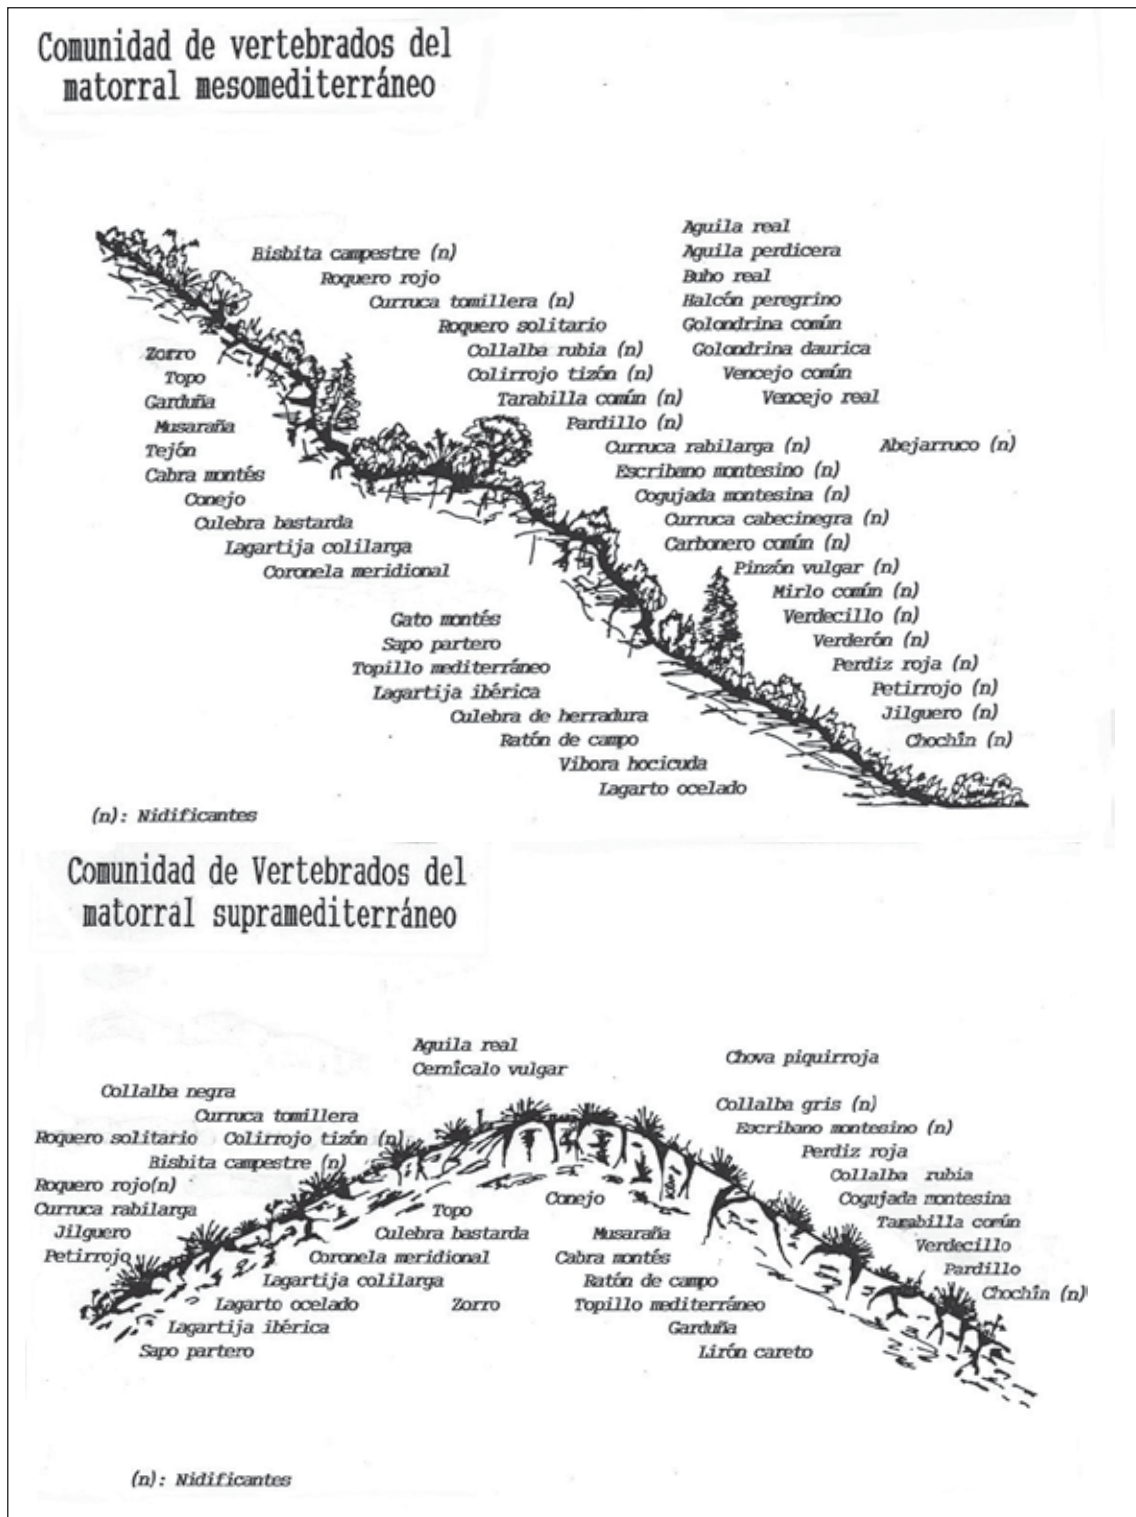 Comunidad de vertebrados del
matorral mesomediterráneo
Bisbita campestre (n)
Roquero rojo
Curruca tomillera (n)
Roquero solitario
Collalba rubia (n)
Colirrojo tizón (n)
Tarabilla común (n)
Pardillo (n)
Curruca rabilarga (n)
Escribano montesino (n)
Cogujada montesina (n)
Curruca cabecinegra (n)
Carbonero común (n)
Pinzón vulgar (n)
Mirlo común (n)
Verdecillo (n)
Verderón (n)
Perdiz roja (n)
Petirrojo (n)
Jilguero (n)
Chochín (n)
Aguila real
Aguila perdicera
Buho real
Halcón peregrino
Golondrina común
Golondrina daurica
Vencejo común
Vencejo real
Abejarruco (n)
Zorro
Topo
Garduña
Musaraña
Tejón
Cabra montés
Conejo
Culebra bastarda
Lagartija colilarga
Coronela meridional
Gato montés
Sapo partero
Topillo mediterráneo
Lagartija ibérica
Culebra de herradura
Ratón de campo
Vibora hocicuda
Lagarto ocelado
(n): Nidificantes
Comunidad de Vertebrados del
matorral supramediterráneo
Aguila real
Cernícalo vulgar
Chova piquirroja
Collalba negra
Curruca tomillera
Roquero solitario
Colirrojo tizón (n)
Bisbita campestre (n)
Roquero rojo(n)
Curruca rabilarga
Jilguero
Petirrojo
Collalba gris (n)
Escribano montesino (n)
Perdiz roja
Collalba rubia
Cogujada montesina
Tarabilla común
Verdecillo
Pardillo
Chochín (n)
Topo
Culebra bastarda
Coronela meridional
Lagartija colilarga
Lagarto ocelado
Zorro
Lagartija ibérica
Sapo partero
Conejo
Musaraña
Cabra montés
Ratón de campo
Topillo mediterráneo
Garduña
Lirón careto
(n): Nidificantes